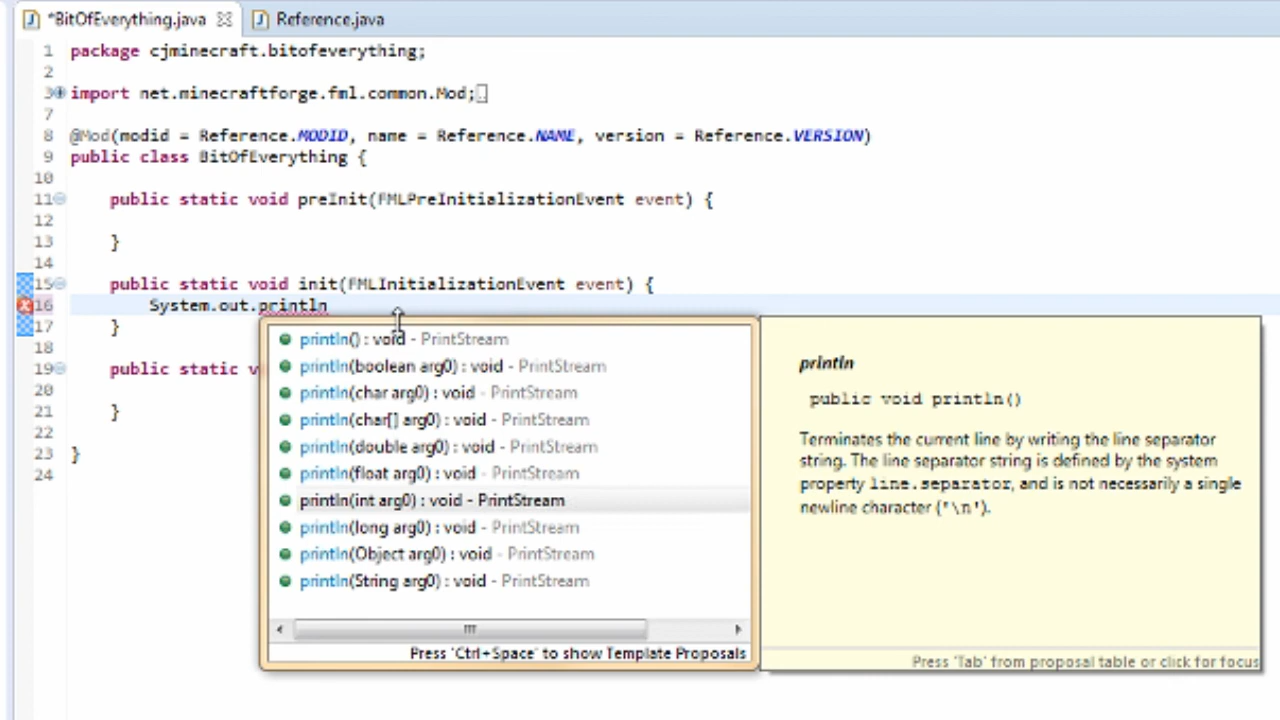 *BitOfEverything.java Reference.java
1 package cjminecraft.bitofeverything;
2
3 import net.minecraftforge.fml.common.Mod;
7
8 @Mod(modid = Reference.MODID, name = Reference.NAME, version = Reference.VERSION)
9 public class BitOfEverything {
10
11 public static void preInit(FMLPreInitializationEvent event) {
12
13 }
14
15 public static void init(FMLInitializationEvent event) {
16 System.out.println
17 }
18
19 public static v
20
21 }
22
23 }
24
println() : void - PrintStream
println(boolean arg0) : void - PrintStream
println(char arg0) : void - PrintStream
println(char[] arg0) : void - PrintStream
println(double arg0) : void - PrintStream
println(float arg0) : void - PrintStream
println(int arg0) : void - PrintStream
println(long arg0) : void - PrintStream
println(Object arg0) : void - PrintStream
println(String arg0) : void - PrintStream
Press 'Ctrl+Space' to show Template Proposals
println
public void println()
Terminates the current line by writing the line separator
string. The line separator string is defined by the system
property line.separator, and is not necessarily a single
newline character ('\n').
Press 'Tab' from proposal table or click for focus